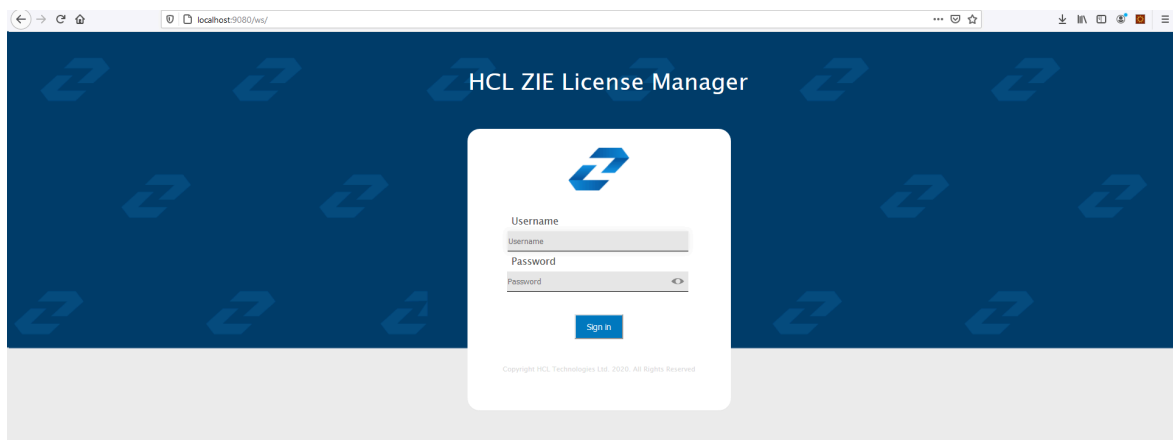 localhost:9080/ws/
HCL ZIE License Manager
Username
Username
Password
Password
Sign in
Copyright HCL Technologies Ltd. 2020. All Rights Reserved.